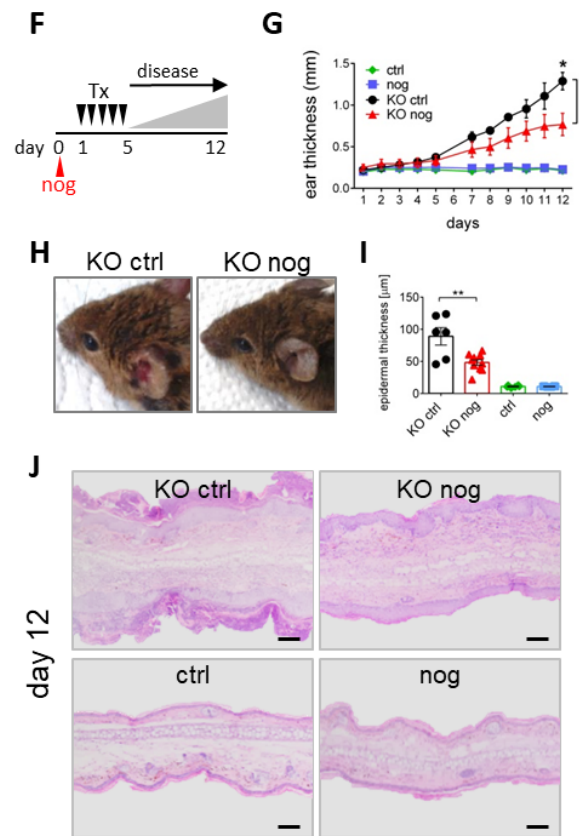 F
disease
Tx
day 0 1 5 12
nog
G
ctrl
nog
KO ctrl
KO nog
*
ear thickness (mm)
1.5
1.0
0.5
0.0
1 2 3 4 5 6 7 8 9 10 11 12
days
H
KO ctrl
KO nog
I
epidermal thickness [µm]
150
100
50
0
**
KO ctrl
KO nog
ctrl
nog
J
day 12
KO ctrl
KO nog
ctrl
nog